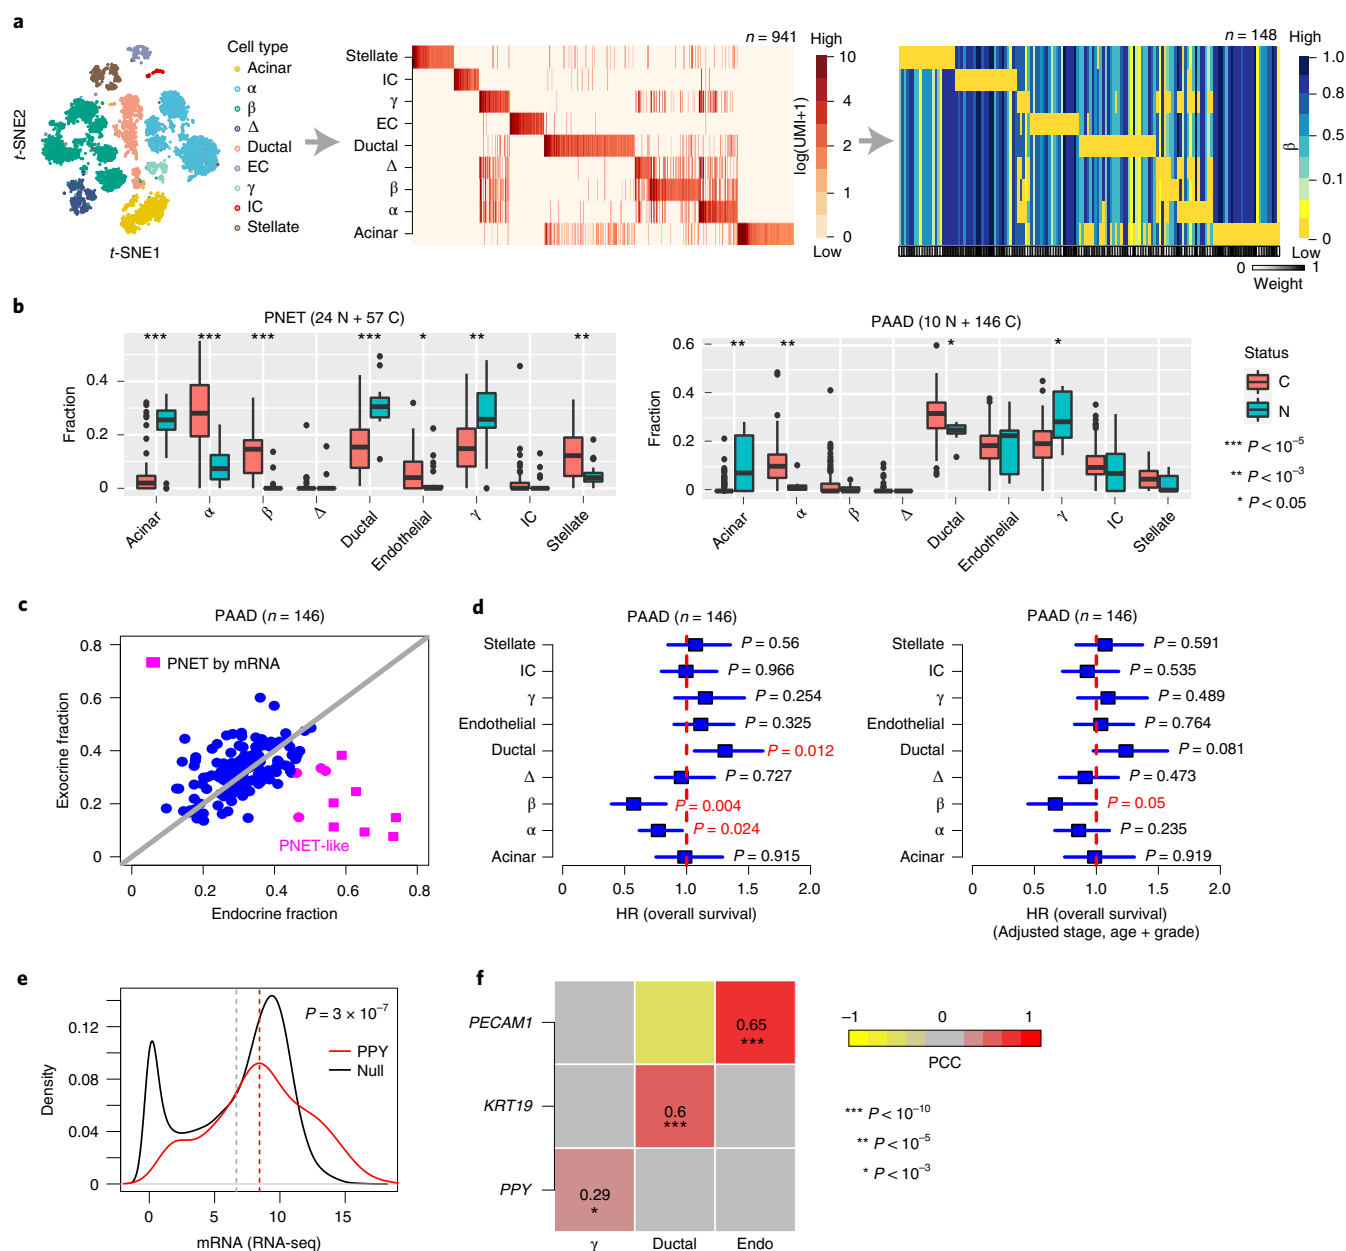 a
Cell type
Acinar
α
β
Δ
Ductal
EC
γ
IC
Stellate
t-SNE2
t-SNE1
n = 941
Stellate
IC
γ
EC
Ductal
Δ
β
α
Acinar
High
10
4
2
1
0
Low
log(UMI+1)
n = 148
High
1.0
0.8
0.5
0.1
0
Low
β
0 1
Weight
b
PNET (24 N + 57 C)
*** *** *** *** * ** **
Fraction
0.4
0.2
0
Acinar
α
β
Δ
Ductal
Endothelial
γ
IC
Stellate
PAAD (10 N + 146 C)
** ** * *
Fraction
0.6
0.4
0.2
0
Acinar
α
β
Δ
Ductal
Endothelial
γ
IC
Stellate
Status
C
N
*** P < 10⁻⁵
** P < 10⁻³
* P < 0.05
c
PAAD (n = 146)
PNET by mRNA
PNET-like
Exocrine fraction
0.8
0.6
0.4
0.2
0
0 0.2 0.4 0.6 0.8
Endocrine fraction
d
PAAD (n = 146)
Stellate P = 0.56
IC P = 0.966
γ P = 0.254
Endothelial P = 0.325
Ductal P = 0.012
Δ P = 0.727
β P = 0.004
α P = 0.024
Acinar P = 0.915
0 0.5 1.0 1.5 2.0
HR (overall survival)
PAAD (n = 146)
Stellate P = 0.591
IC P = 0.535
γ P = 0.489
Endothelial P = 0.764
Ductal P = 0.081
Δ P = 0.473
β P = 0.05
α P = 0.235
Acinar P = 0.919
0 0.5 1.0 1.5 2.0
HR (overall survival)
(Adjusted stage, age + grade)
e
P = 3 × 10⁻⁷
PPY
Null
Density
0.12
0.08
0.04
0
0 5 10 15
mRNA (RNA-seq)
f
PECAM1
KRT19
PPY
0.65
***
0.6
***
0.29
*
γ Ductal Endo
−1 0 1
PCC
*** P < 10⁻¹⁰
** P < 10⁻⁵
* P < 10⁻³